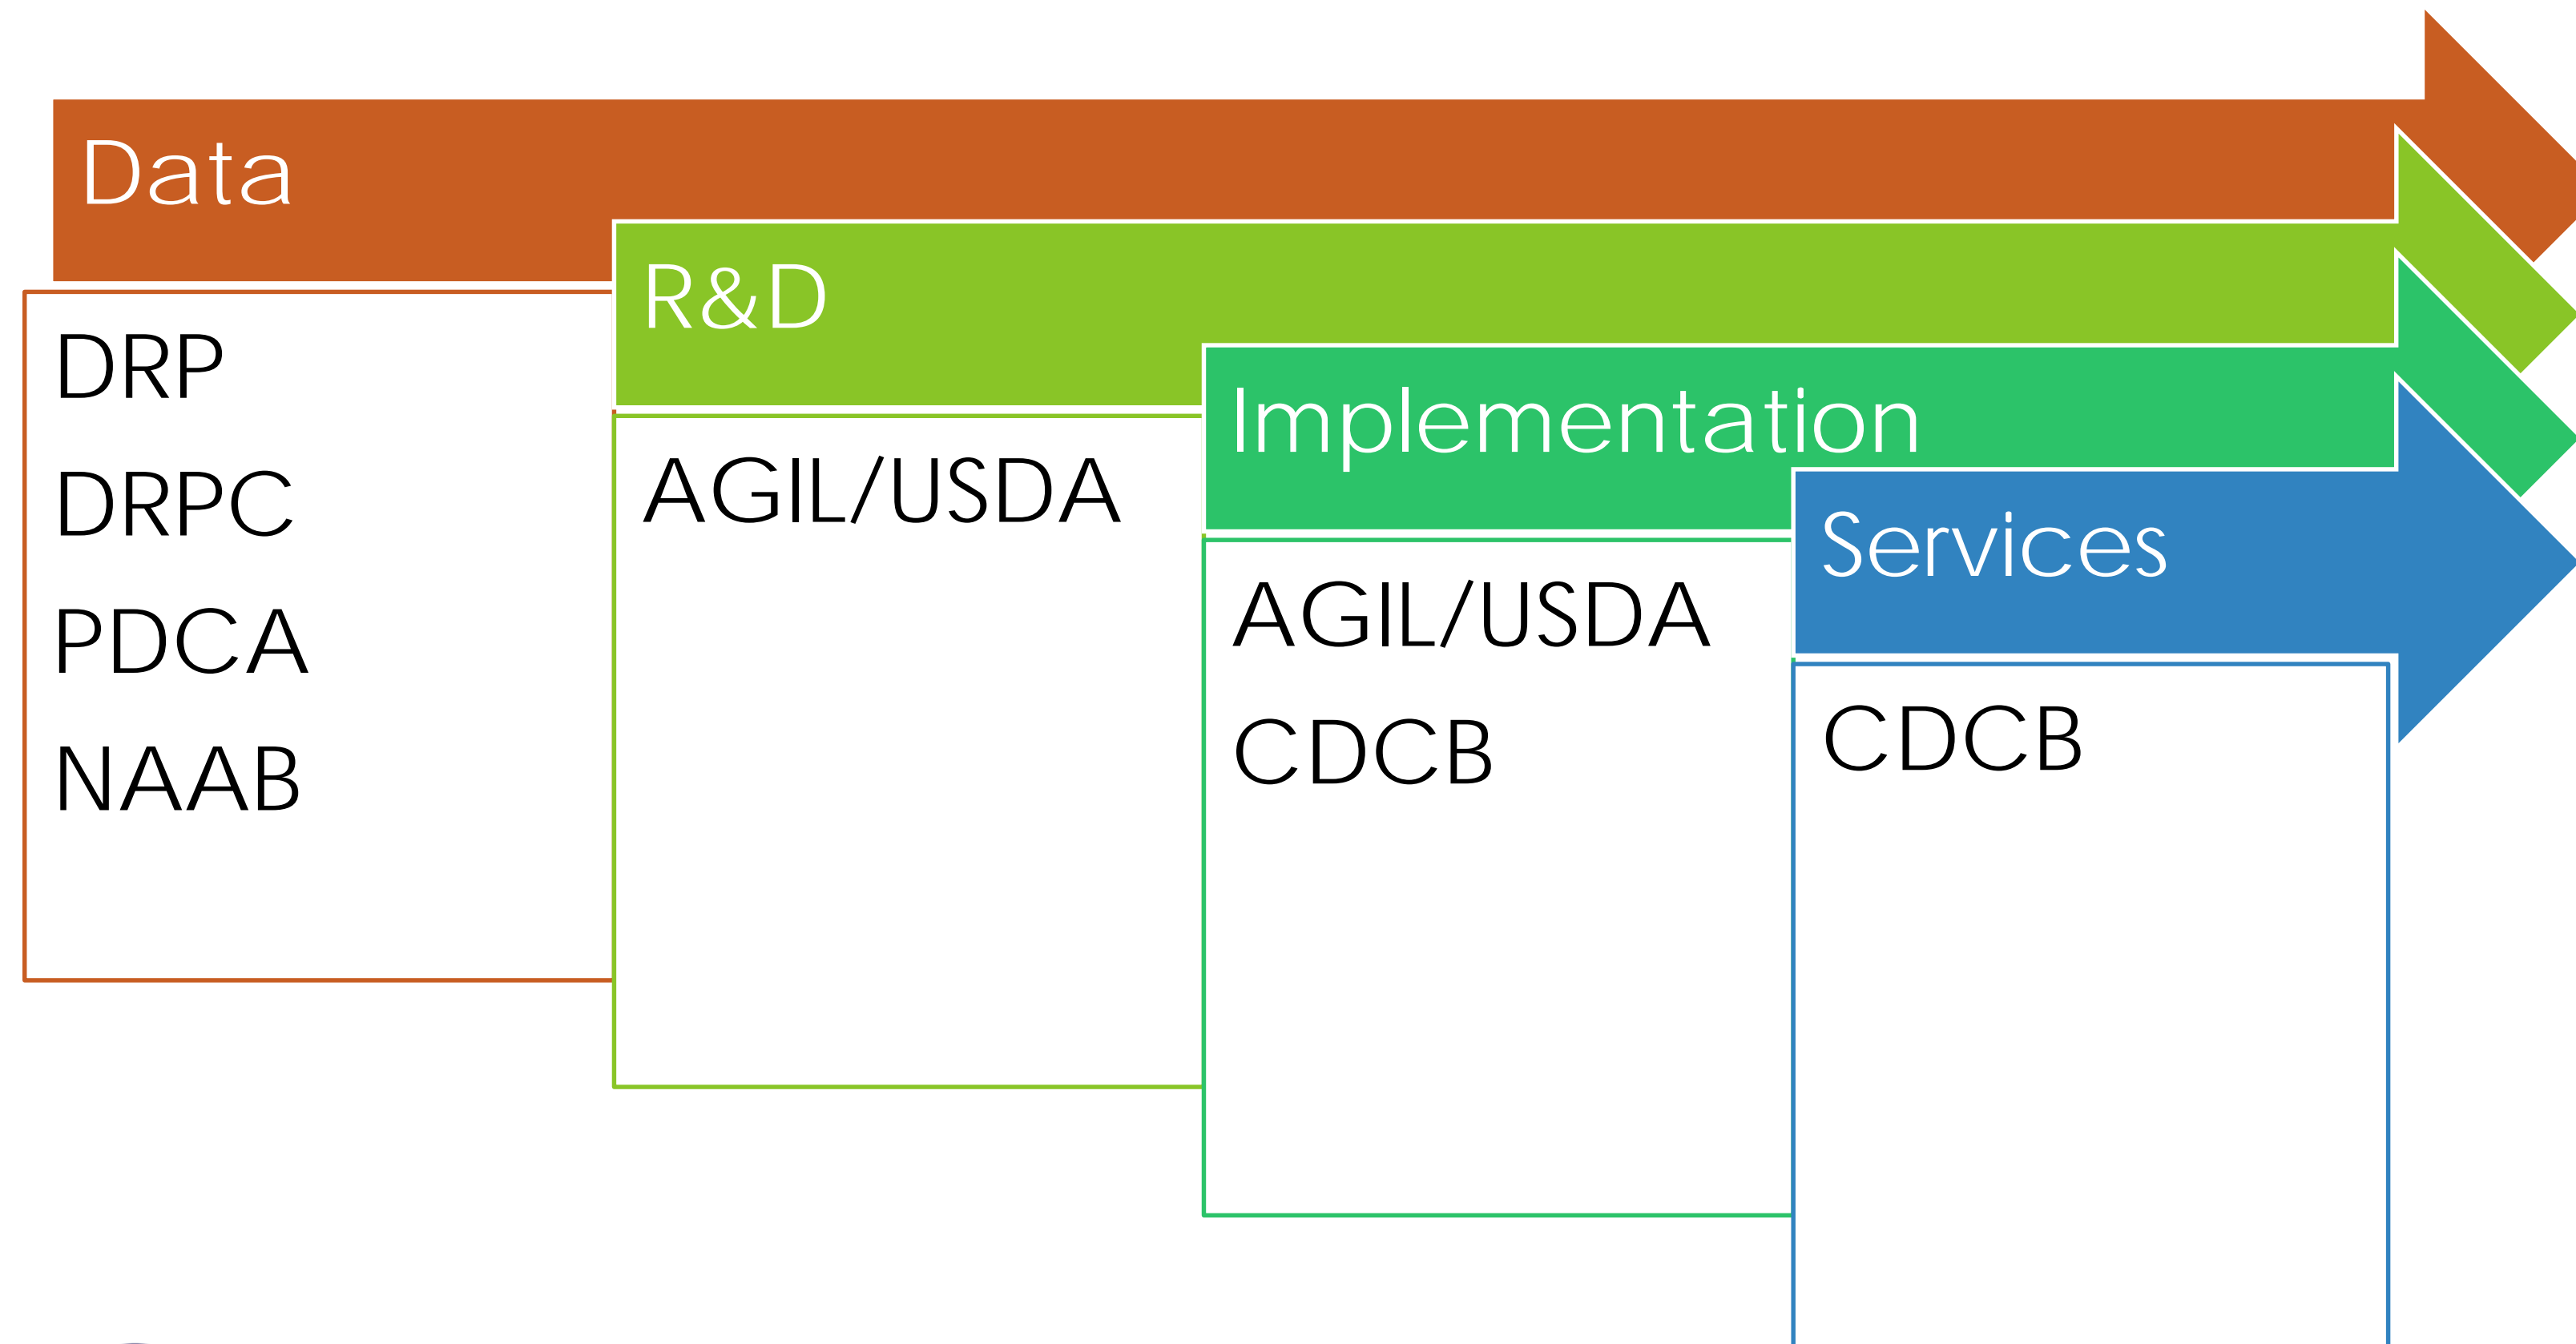 Data
DRP
DRPC
PDCA
NAAB
R&D
AGIL/USDA
Implementation
AGIL/USDA
CDCB
Services
CDCB